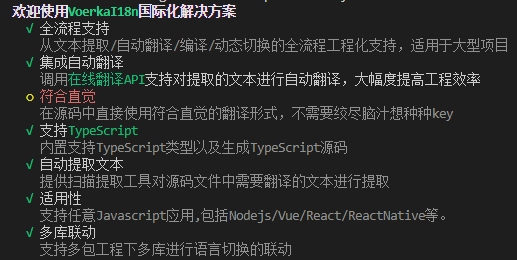 欢迎使用VoerkaI18n国际化解决方案
√ 全流程支持
从文本提取/自动翻译/编译/动态切换的全流程工程化支持，适用于大型项目
√ 集成自动翻译
调用在线翻译API支持对提取的文本进行自动翻译，大幅度提高工程效率
○ 符合直觉
在源码中直接使用符合直觉的翻译形式，不需要绞尽脑汁想种种key
√ 支持TypeScript
内置支持TypeScript类型以及生成TypeScript源码
√ 自动提取文本
提供扫描提取工具对源码文件中需要翻译的文本进行提取
√ 适用性
支持任意Javascript应用,包括Nodejs/Vue/React/ReactNative等。
√ 多库联动
支持多包工程下多库进行语言切换的联动